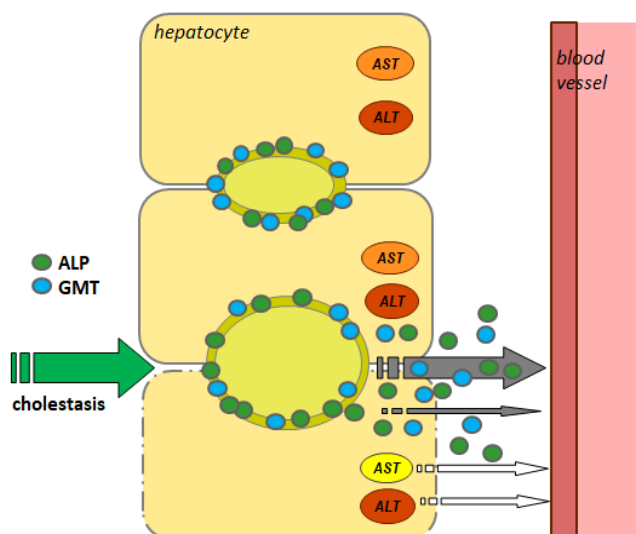 hepatocyte
AST
ALT
blood
vessel
AST
ALT
ALP
GMT
cholestasis
AST
ALT